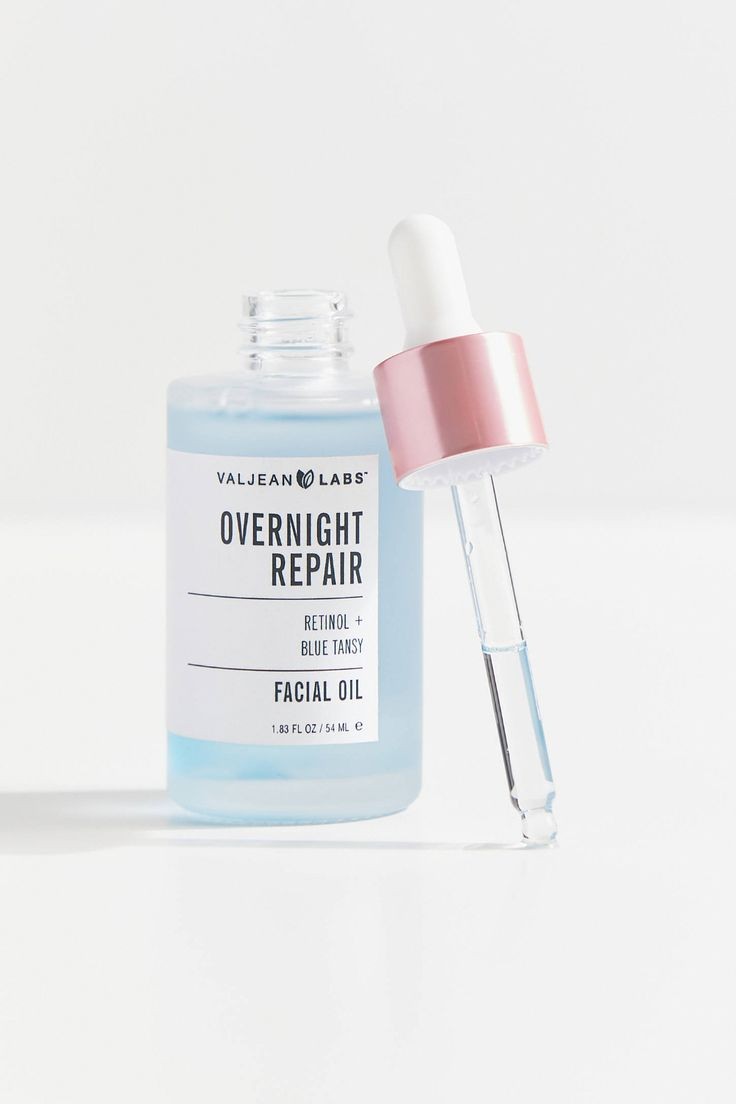 VALJEAN LABS™
OVERNIGHT
REPAIR
RETINOL +
BLUE TANSY
FACIAL OIL
1.83 FL OZ / 54 ML ℮